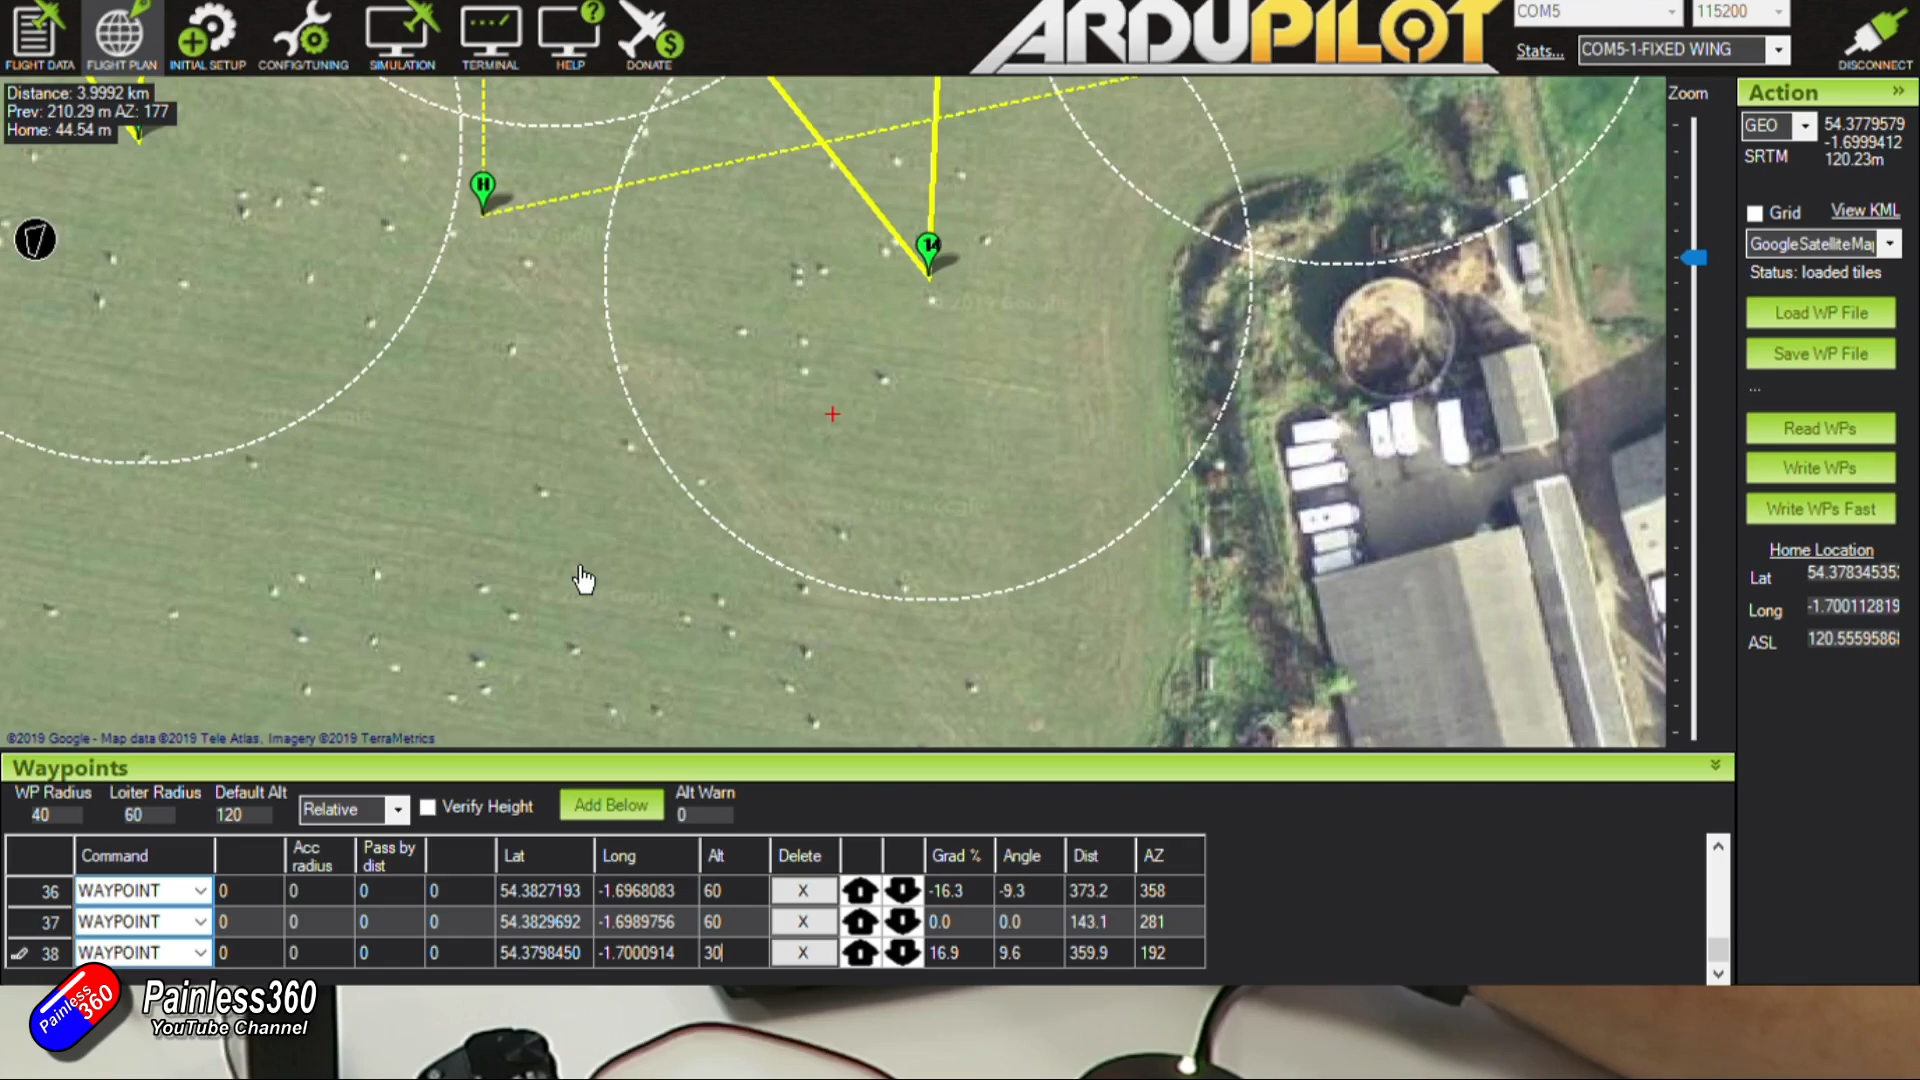 FLIGHT DATA
FLIGHT PLAN
INITIAL SETUP
CONFIG/TUNING
SIMULATION
TERMINAL
HELP
DONATE
ARDUPILOT
COM5
115200
Stats...
COM5-1-FIXED WING
DISCONNECT
Distance: 3.9992 km
Prev: 210.29 m AZ: 177
Home: 44.54 m
H
14
Zoom
Action
GEO
54.3779579
-1.6999412
SRTM
120.23m
Grid
View KML
GoogleSatelliteMap
Status: loaded tiles
Load WP File
Save WP File
...
Read WPs
Write WPs
Write WPs Fast
Home Location
Lat
54.37834535
Long
-1.700112819
ASL
120.5559586
©2019 Google - Map data ©2019 Tele Atlas, Imagery ©2019 TerraMetrics
Waypoints
WP Radius
Loiter Radius
Default Alt
40
60
120
Relative
Verify Height
Add Below
Alt Warn
0
Command Acc radius Pass by dist Lat Long Alt Delete Grad % Angle Dist AZ
36 WAYPOINT 0 0 0 0 54.3827193 -1.6968083 60 X -16.3 -9.3 373.2 358
37 WAYPOINT 0 0 0 0 54.3829692 -1.6989756 60 X 0.0 0.0 143.1 281
38 WAYPOINT 0 0 0 0 54.3798450 -1.7000914 30 X 16.9 9.6 359.9 192
Painless360
Painless360
YouTube Channel